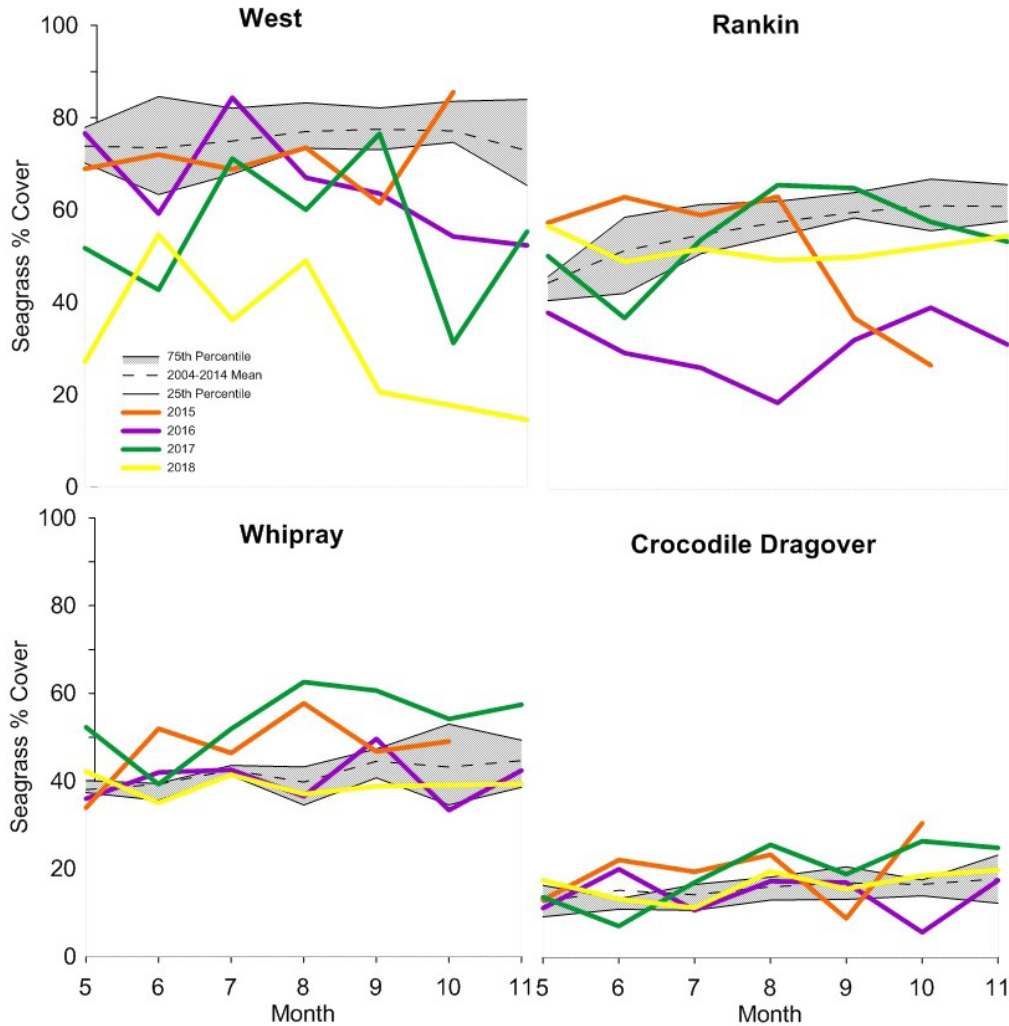 West
Rankin
100
80
60
40
20
0
Seagrass % Cover
75th Percentile
2004-2014 Mean
25th Percentile
2015
2016
2017
2018
Whipray
Crocodile Dragover
100
80
60
40
20
0
Seagrass % Cover
5 6 7 8 9 10 11
5 6 7 8 9 10 11
Month
Month